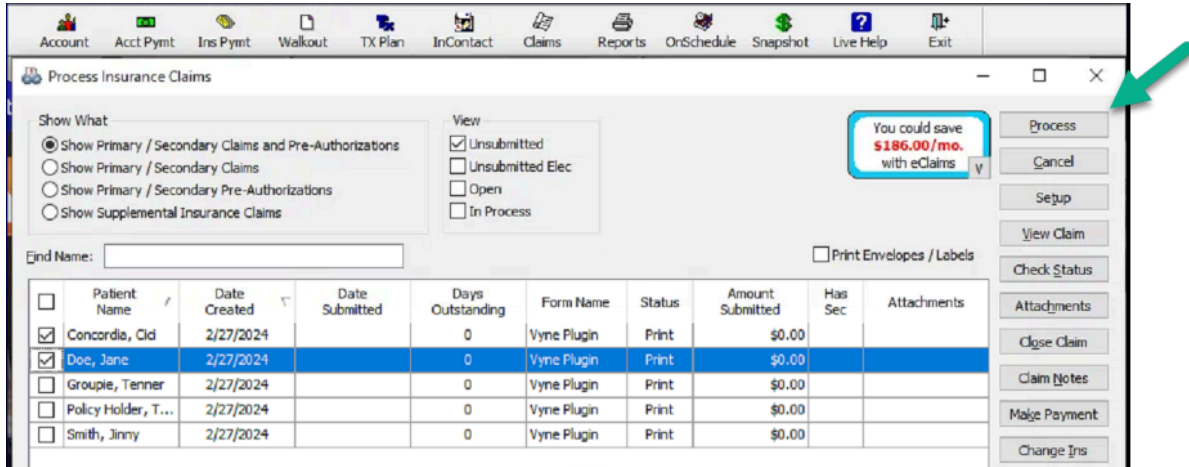 Account Acct Pymt Ins Pymt Walkout TX Plan InContact Claims Reports OnSchedule Snapshot Live Help Exit
Process Insurance Claims
Show What
Show Primary / Secondary Claims and Pre-Authorizations
Show Primary / Secondary Claims
Show Primary / Secondary Pre-Authorizations
Show Supplemental Insurance Claims
View
Unsubmitted
Unsubmitted Elec
Open
In Process
You could save
$186.00/mo.
with eClaims
V
Process
Cancel
Setup
View Claim
Check Status
Attachments
Close Claim
Claim Notes
Make Payment
Change Ins
Find Name:
Print Envelopes / Labels
Patient Name Date Created Date Submitted Days Outstanding Form Name Status Amount Submitted Has Sec Attachments
Concordia, Cid 2/27/2024 0 Vyne Plugin Print $0.00
Doe, Jane 2/27/2024 0 Vyne Plugin Print $0.00
Groupie, Tenner 2/27/2024 0 Vyne Plugin Print $0.00
Policy Holder, T... 2/27/2024 0 Vyne Plugin Print $0.00
Smith, Jinny 2/27/2024 0 Vyne Plugin Print $0.00